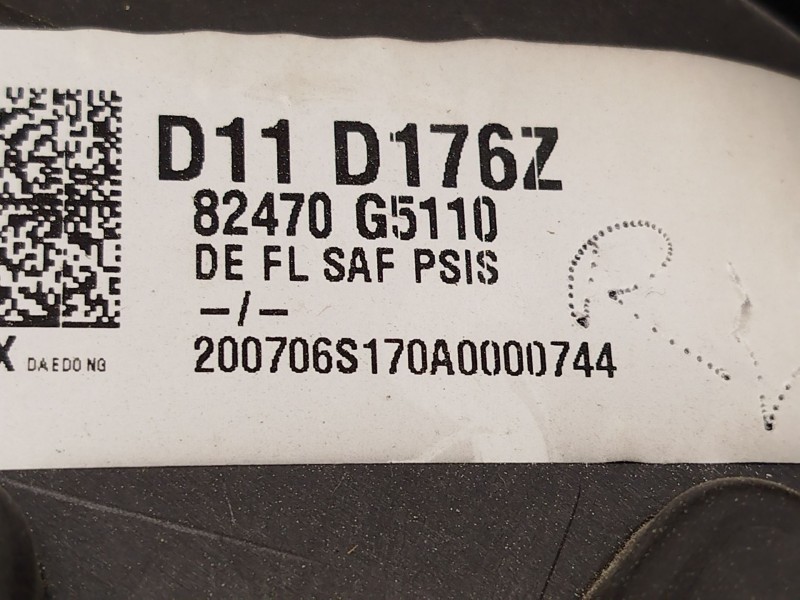 D11 D176Z
82470 G5110
DE FL SAF PSIS
-/-
200706S170A0000744
X DAEDONG
R